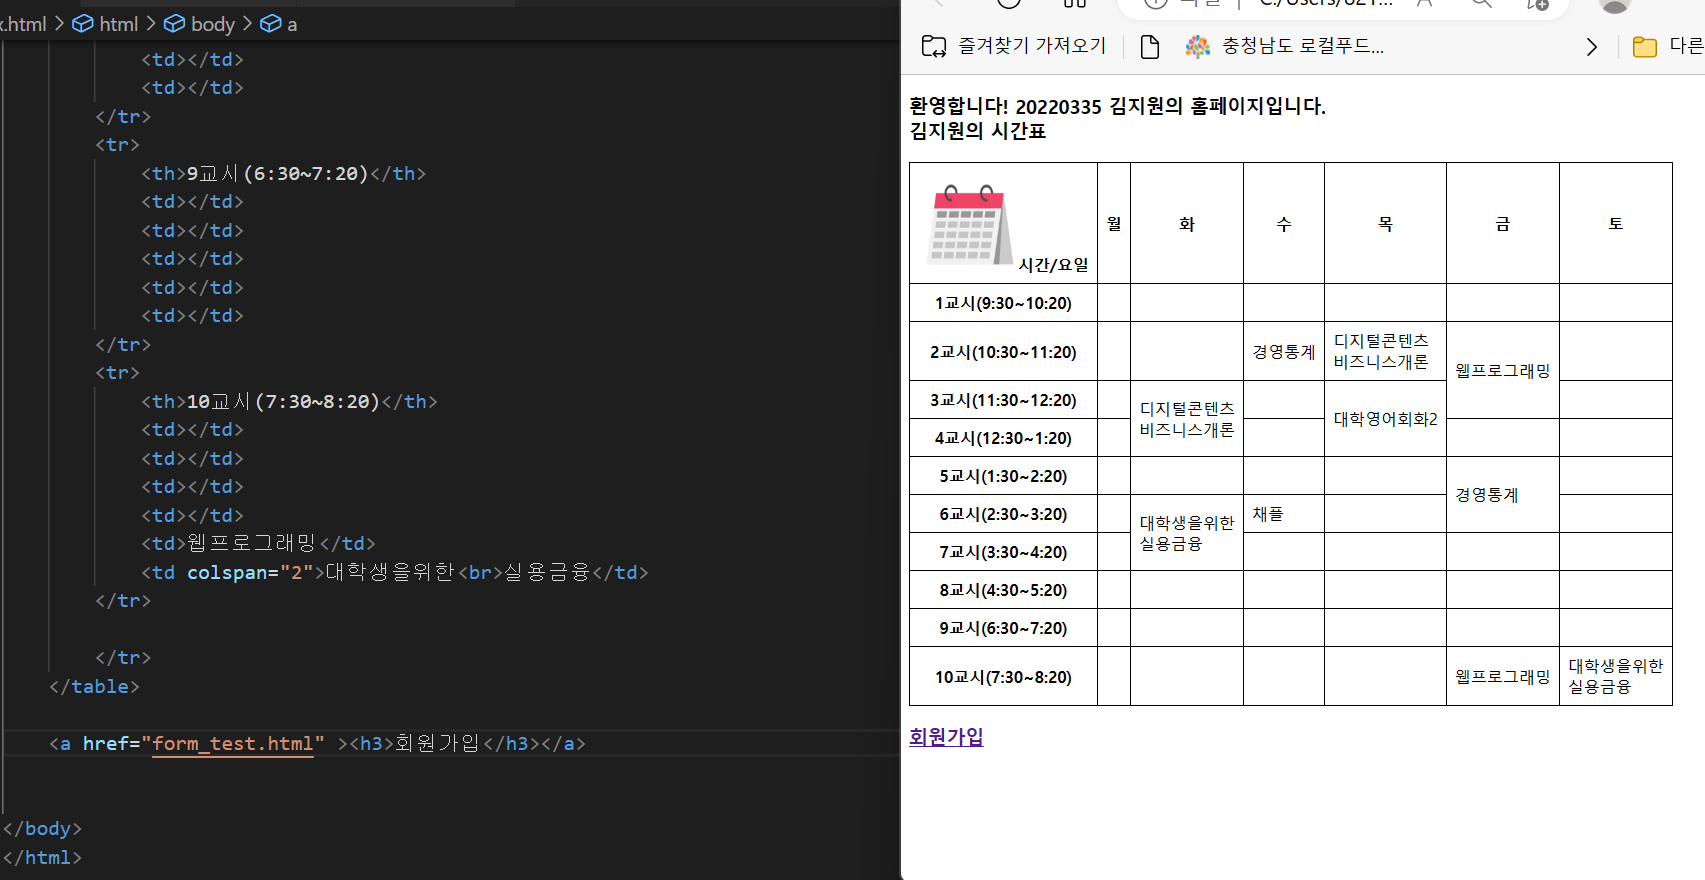 x.html > html > body > a
<td></td>
<td></td>
</tr>
<tr>
<th>9교시(6:30~7:20)</th>
<td></td>
<td></td>
<td></td>
<td></td>
<td></td>
</tr>
<tr>
<th>10교시(7:30~8:20)</th>
<td></td>
<td></td>
<td></td>
<td></td>
<td>웹프로그래밍</td>
<td colspan="2">대학생을위한<br>실용금융</td>
</tr>
</tr>
</table>
<a href="form_test.html" ><h3>회원가입</h3></a>
</body>
</html>
즐겨찾기 가져오기 충청남도 로컬푸드... 다른
환영합니다! 20220335 김지원의 홈페이지입니다.
김지원의 시간표
시간/요일 월 화 수 목 금 토
1교시(9:30~10:20)
2교시(10:30~11:20) 경영통계 디지털콘텐츠
비즈니스개론
웹프로그래밍
3교시(11:30~12:20) 디지털콘텐츠
비즈니스개론
대학영어회화2
4교시(12:30~1:20)
5교시(1:30~2:20) 경영통계
6교시(2:30~3:20) 대학생을위한
실용금융
채플
7교시(3:30~4:20)
8교시(4:30~5:20)
9교시(6:30~7:20)
10교시(7:30~8:20) 웹프로그래밍 대학생을위한
실용금융
회원가입